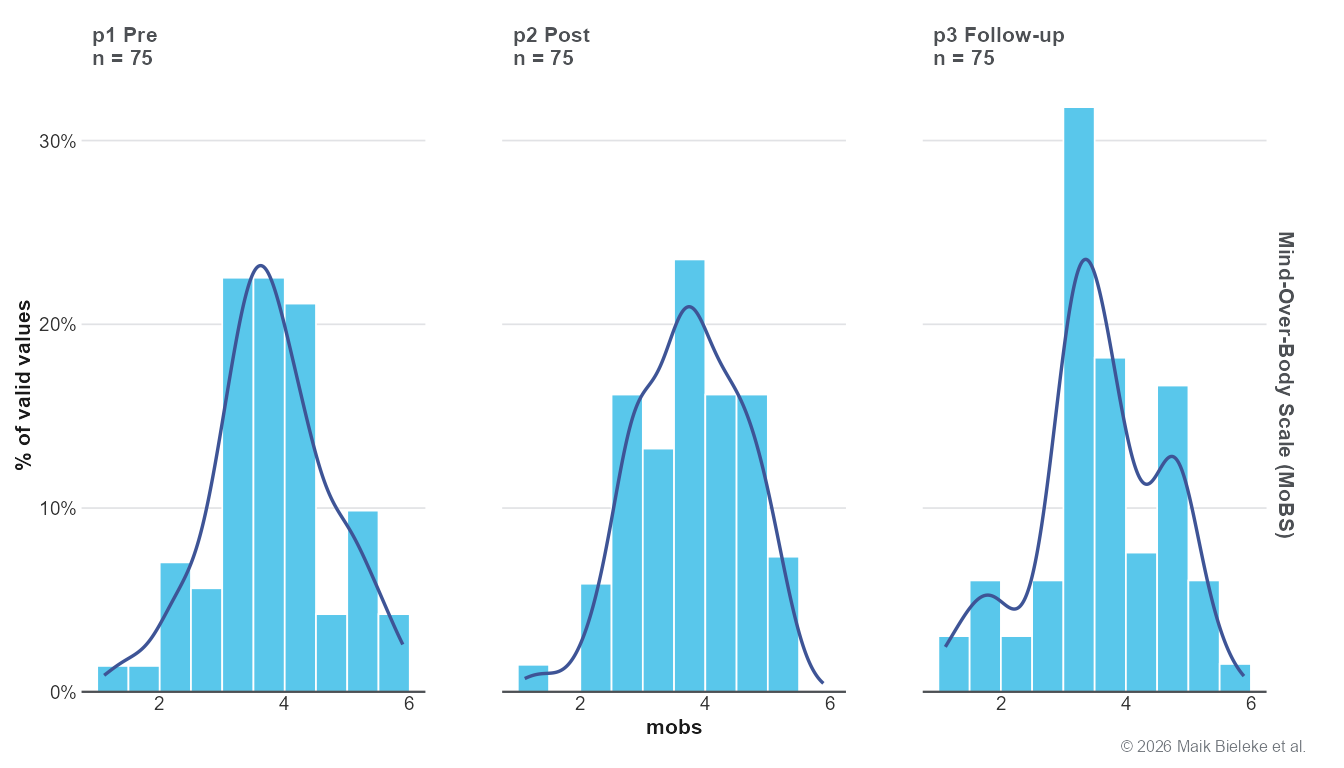 p1 Pre
n = 75
p2 Post
n = 75
p3 Follow-up
n = 75
30%
20%
10%
0%
% of valid values
2
4
6
2
4
6
2
4
6
mobs
Mind-Over-Body Scale (MoBS)
© 2026 Maik Bieleke et al.